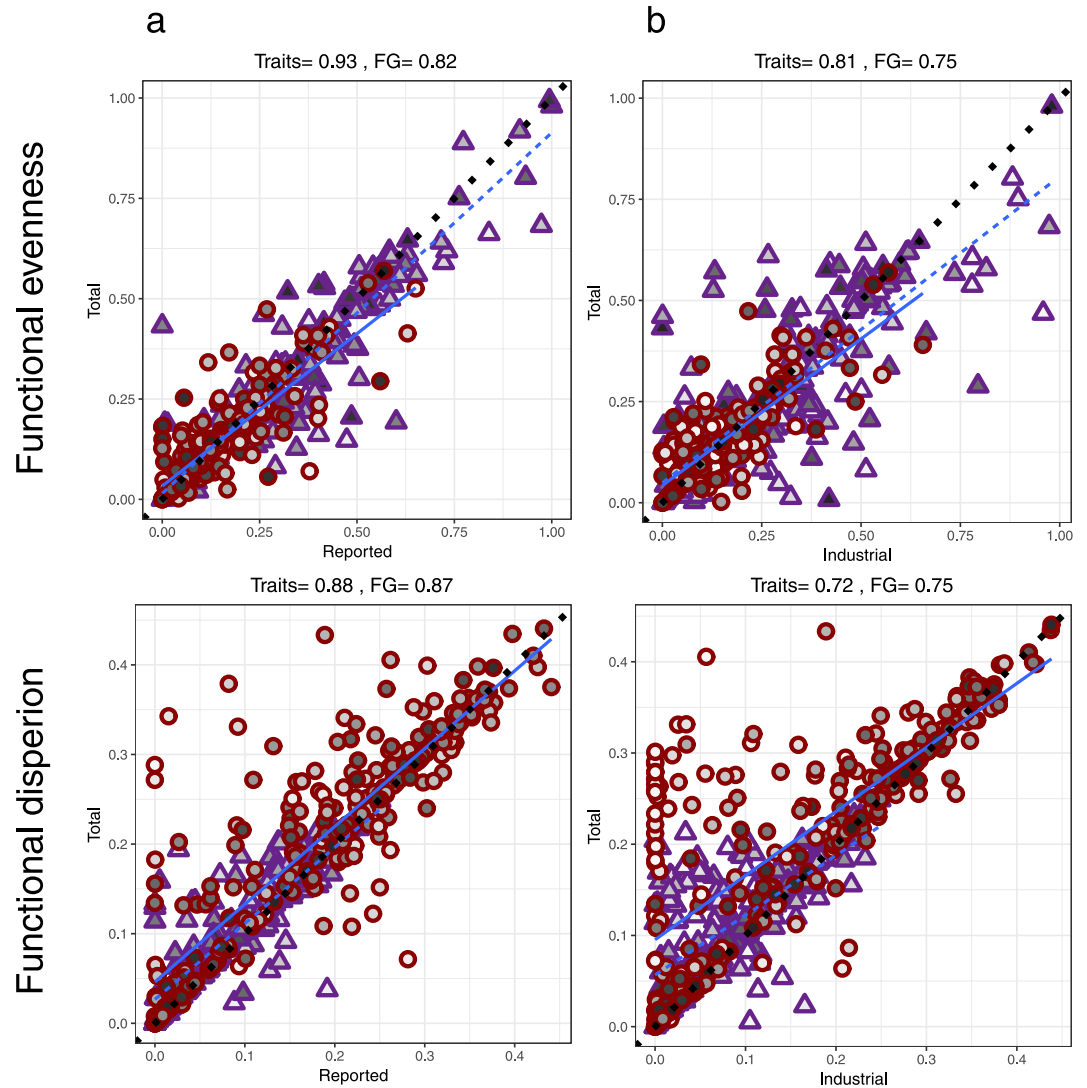 a
b
Functional evenness
Traits= 0.93 , FG= 0.82
Total
1.00
0.75
0.50
0.25
0.00
0.00 0.25 0.50 0.75 1.00
Reported
Traits= 0.81 , FG= 0.75
Total
1.00
0.75
0.50
0.25
0.00
0.00 0.25 0.50 0.75 1.00
Industrial
Functional disperion
Traits= 0.88 , FG= 0.87
Total
0.4
0.3
0.2
0.1
0.0
0.0 0.1 0.2 0.3 0.4
Reported
Traits= 0.72 , FG= 0.75
Total
0.4
0.3
0.2
0.1
0.0
0.0 0.1 0.2 0.3 0.4
Industrial